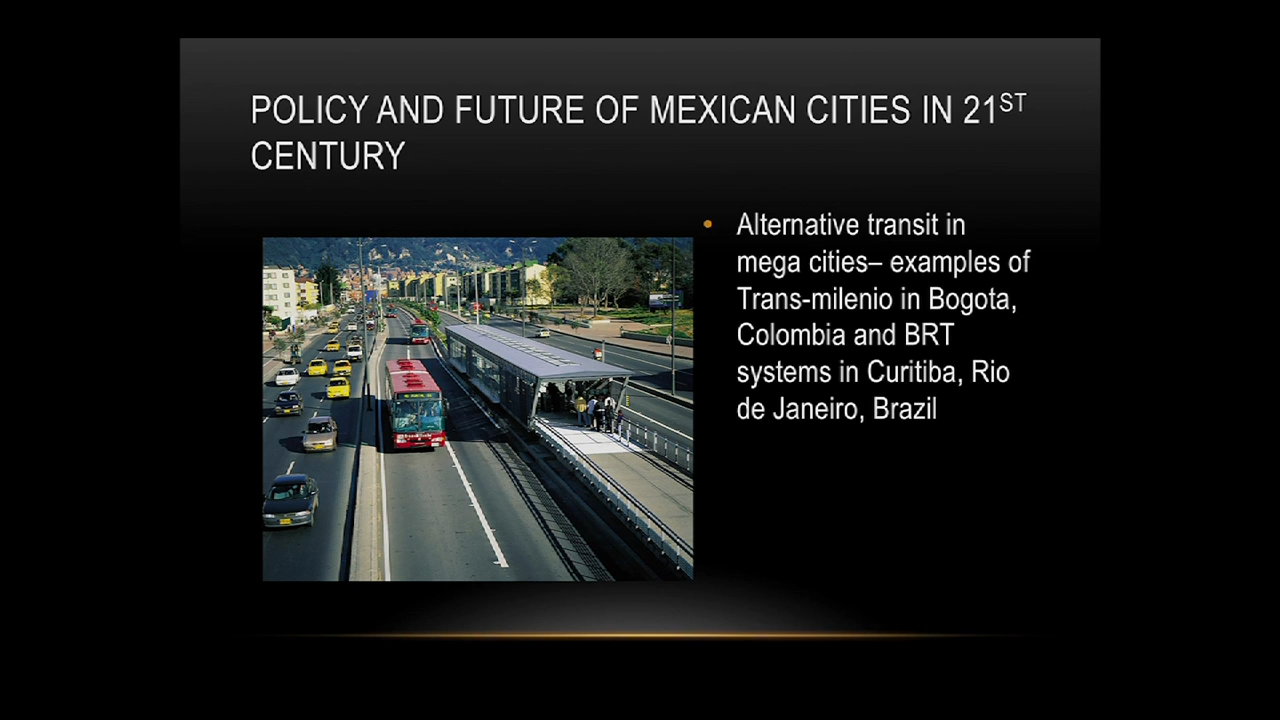 POLICY AND FUTURE OF MEXICAN CITIES IN 21ST
CENTURY
• Alternative transit in
mega cities– examples of
Trans-milenio in Bogota,
Colombia and BRT
systems in Curitiba, Rio
de Janeiro, Brazil